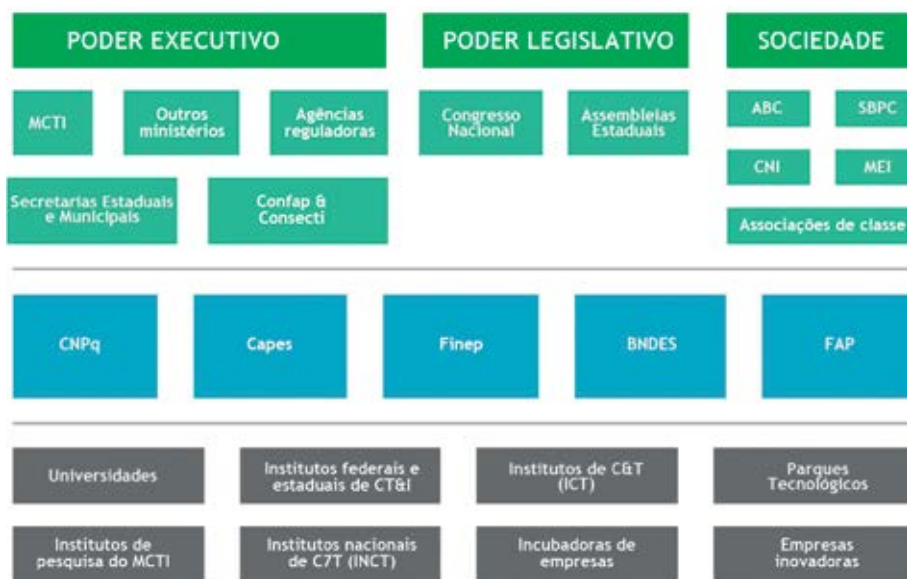 PODER EXECUTIVO
PODER LEGISLATIVO
SOCIEDADE
MCTI
Outros
ministérios
Agências
reguladoras
Congresso
Nacional
Assembleias
Estaduais
ABC
SBPC
CNI
MEI
Secretarias Estaduais
e Municipais
Confap &
Consecti
Associações de classe
CNPq
Capes
Finep
BNDES
FAP
Universidades
Institutos federais e
estaduais de CT&I
Institutos de C&T
(ICT)
Parques
Tecnológicos
Institutos de
pesquisa do MCTI
Institutos nacionais
de C7T (INCT)
Incubadoras de
empresas
Empresas
inovadoras